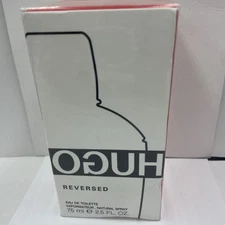 HUGO
REVERSED
EAU DE TOILETTE
VAPORISATEUR . NATURAL SPRAY
75 ml ℮ 2.5 FL. OZ.